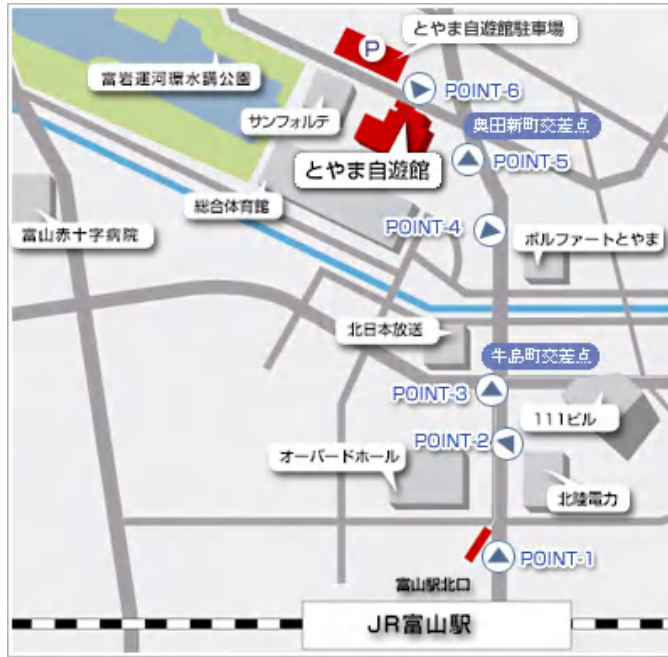 P
とやま自遊館駐車場
富岩運河環水講公園
POINT-6
サンフォルテ
奥田新町交差点
とやま自遊館
POINT-5
総合体育館
POINT-4
富山赤十字病院
ボルファートとやま
北日本放送
牛島町交差点
POINT-3
111ビル
POINT-2
オーバードホール
北陸電力
POINT-1
富山駅北口
JR富山駅